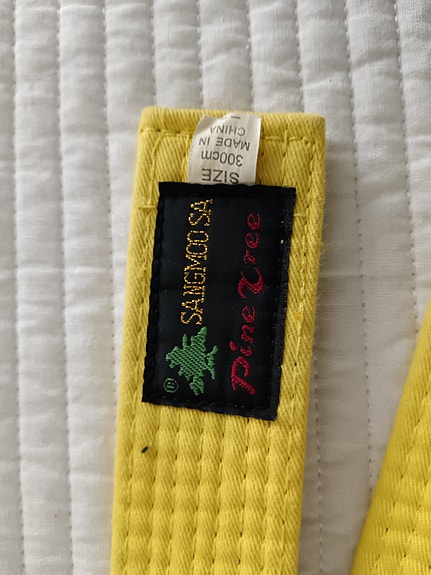 SIZE
300cm
MADE IN
CHINA
SANGMOO SA
®
Pine Tree